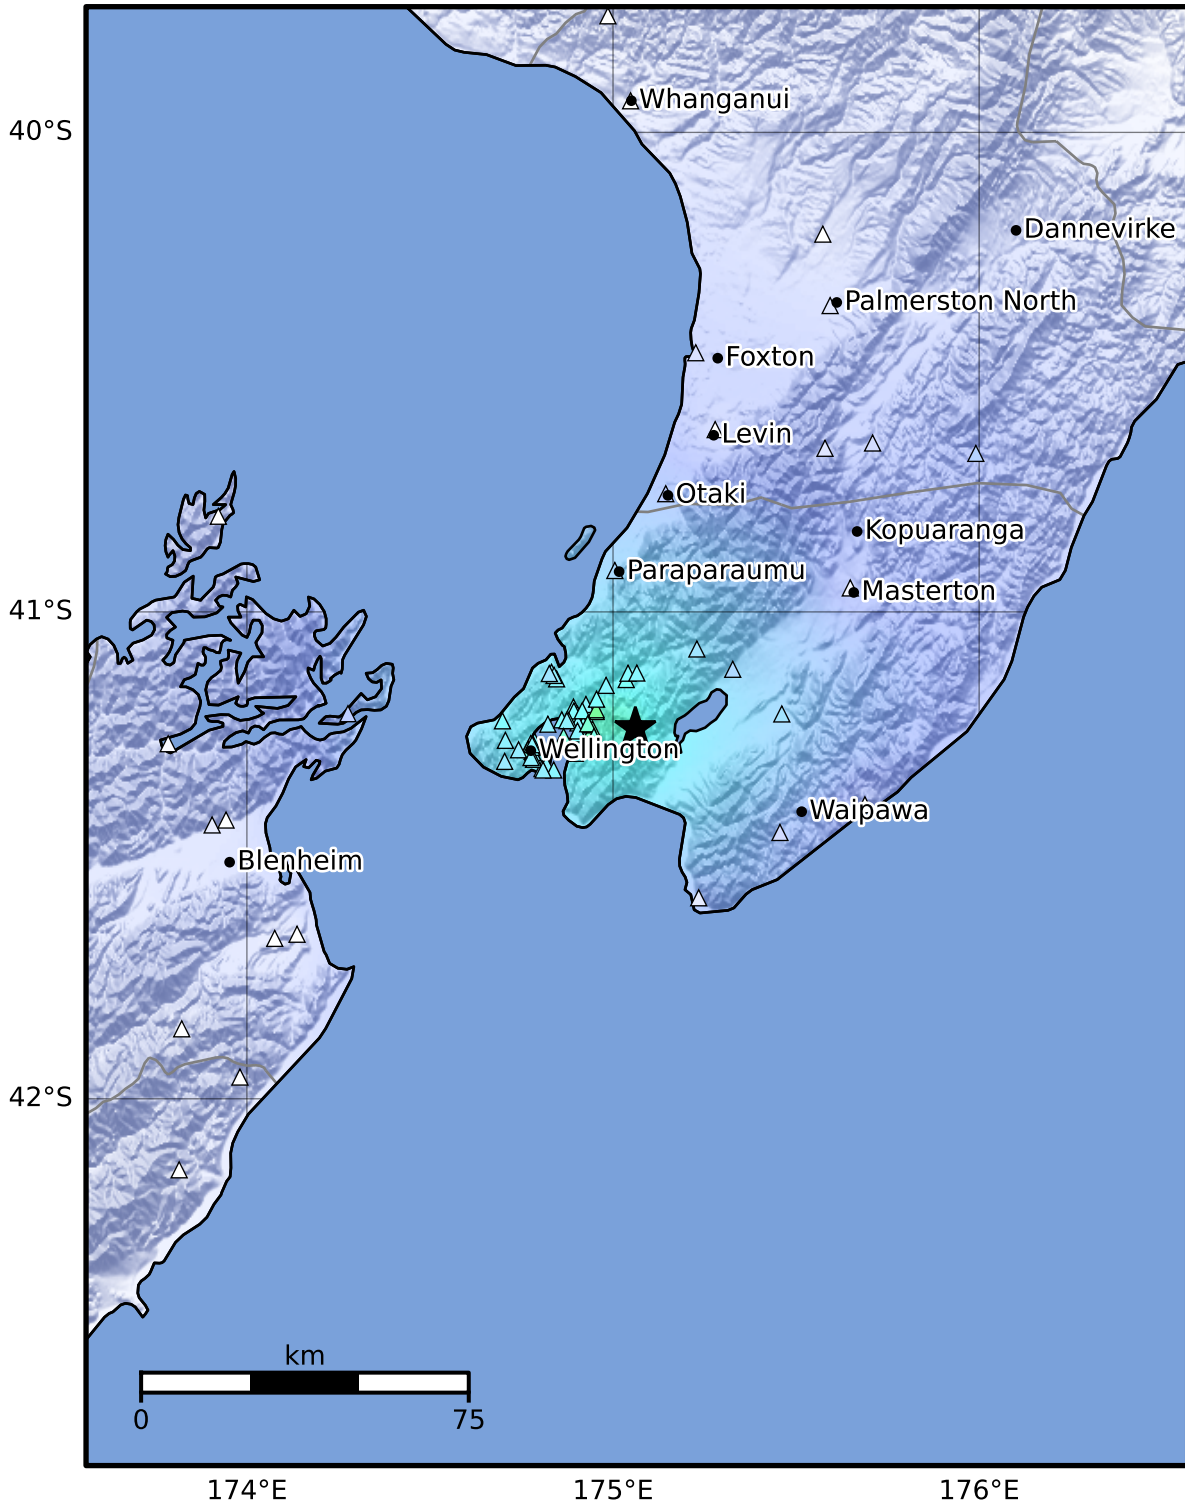 Whanganui
40°S
Dannevirke
Palmerston North
Foxton
Levin
Otaki
Kopuaranga
Paraparaumu
Masterton
41°S
Wellington
Waipawa
Blenheim
42°S
km
0
75
174°E
175°E
176°E